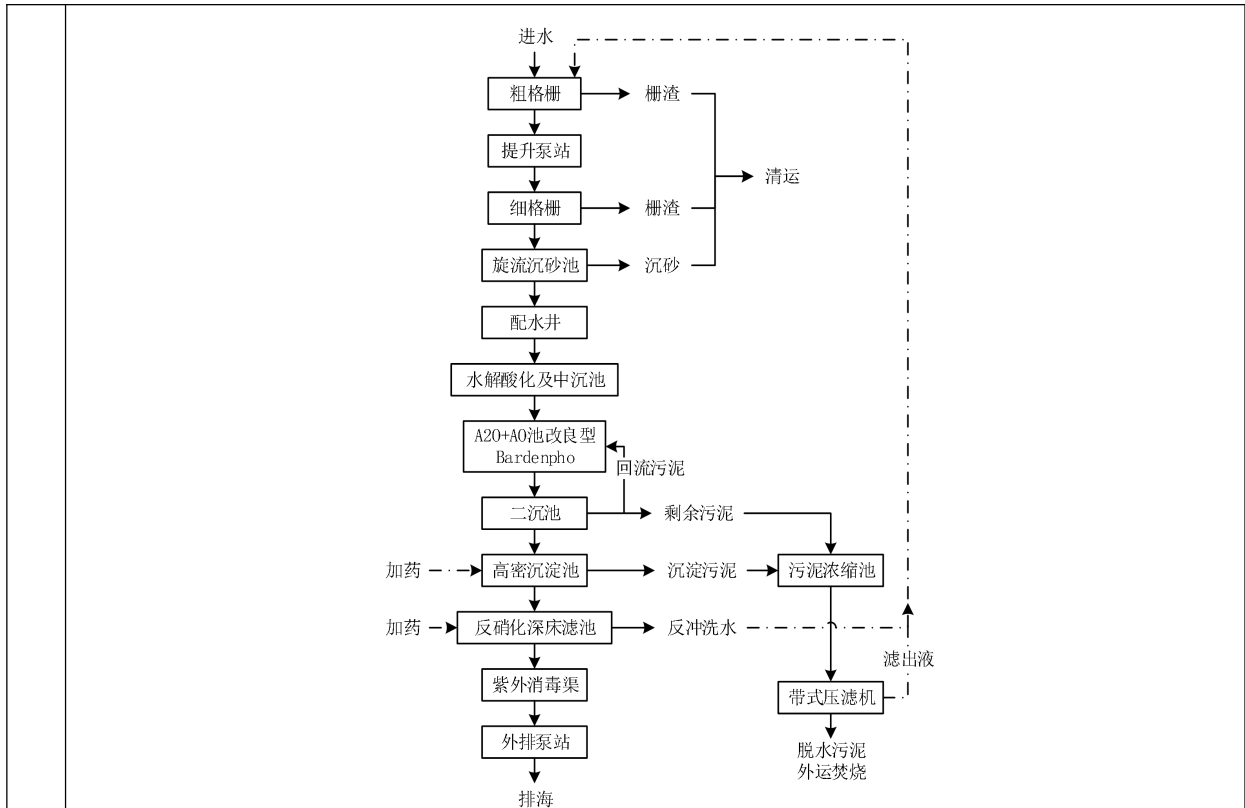 进水
粗格栅
栅渣
提升泵站
清运
细格栅
栅渣
旋流沉砂池
沉砂
配水井
水解酸化及中沉池
A2O+AO池改良型
Bardenpho
回流污泥
二沉池
剩余污泥
加药
高密沉淀池
沉淀污泥
污泥浓缩池
加药
反硝化深床滤池
反冲洗水
滤出液
紫外消毒渠
带式压滤机
外排泵站
脱水污泥
外运焚烧
排海